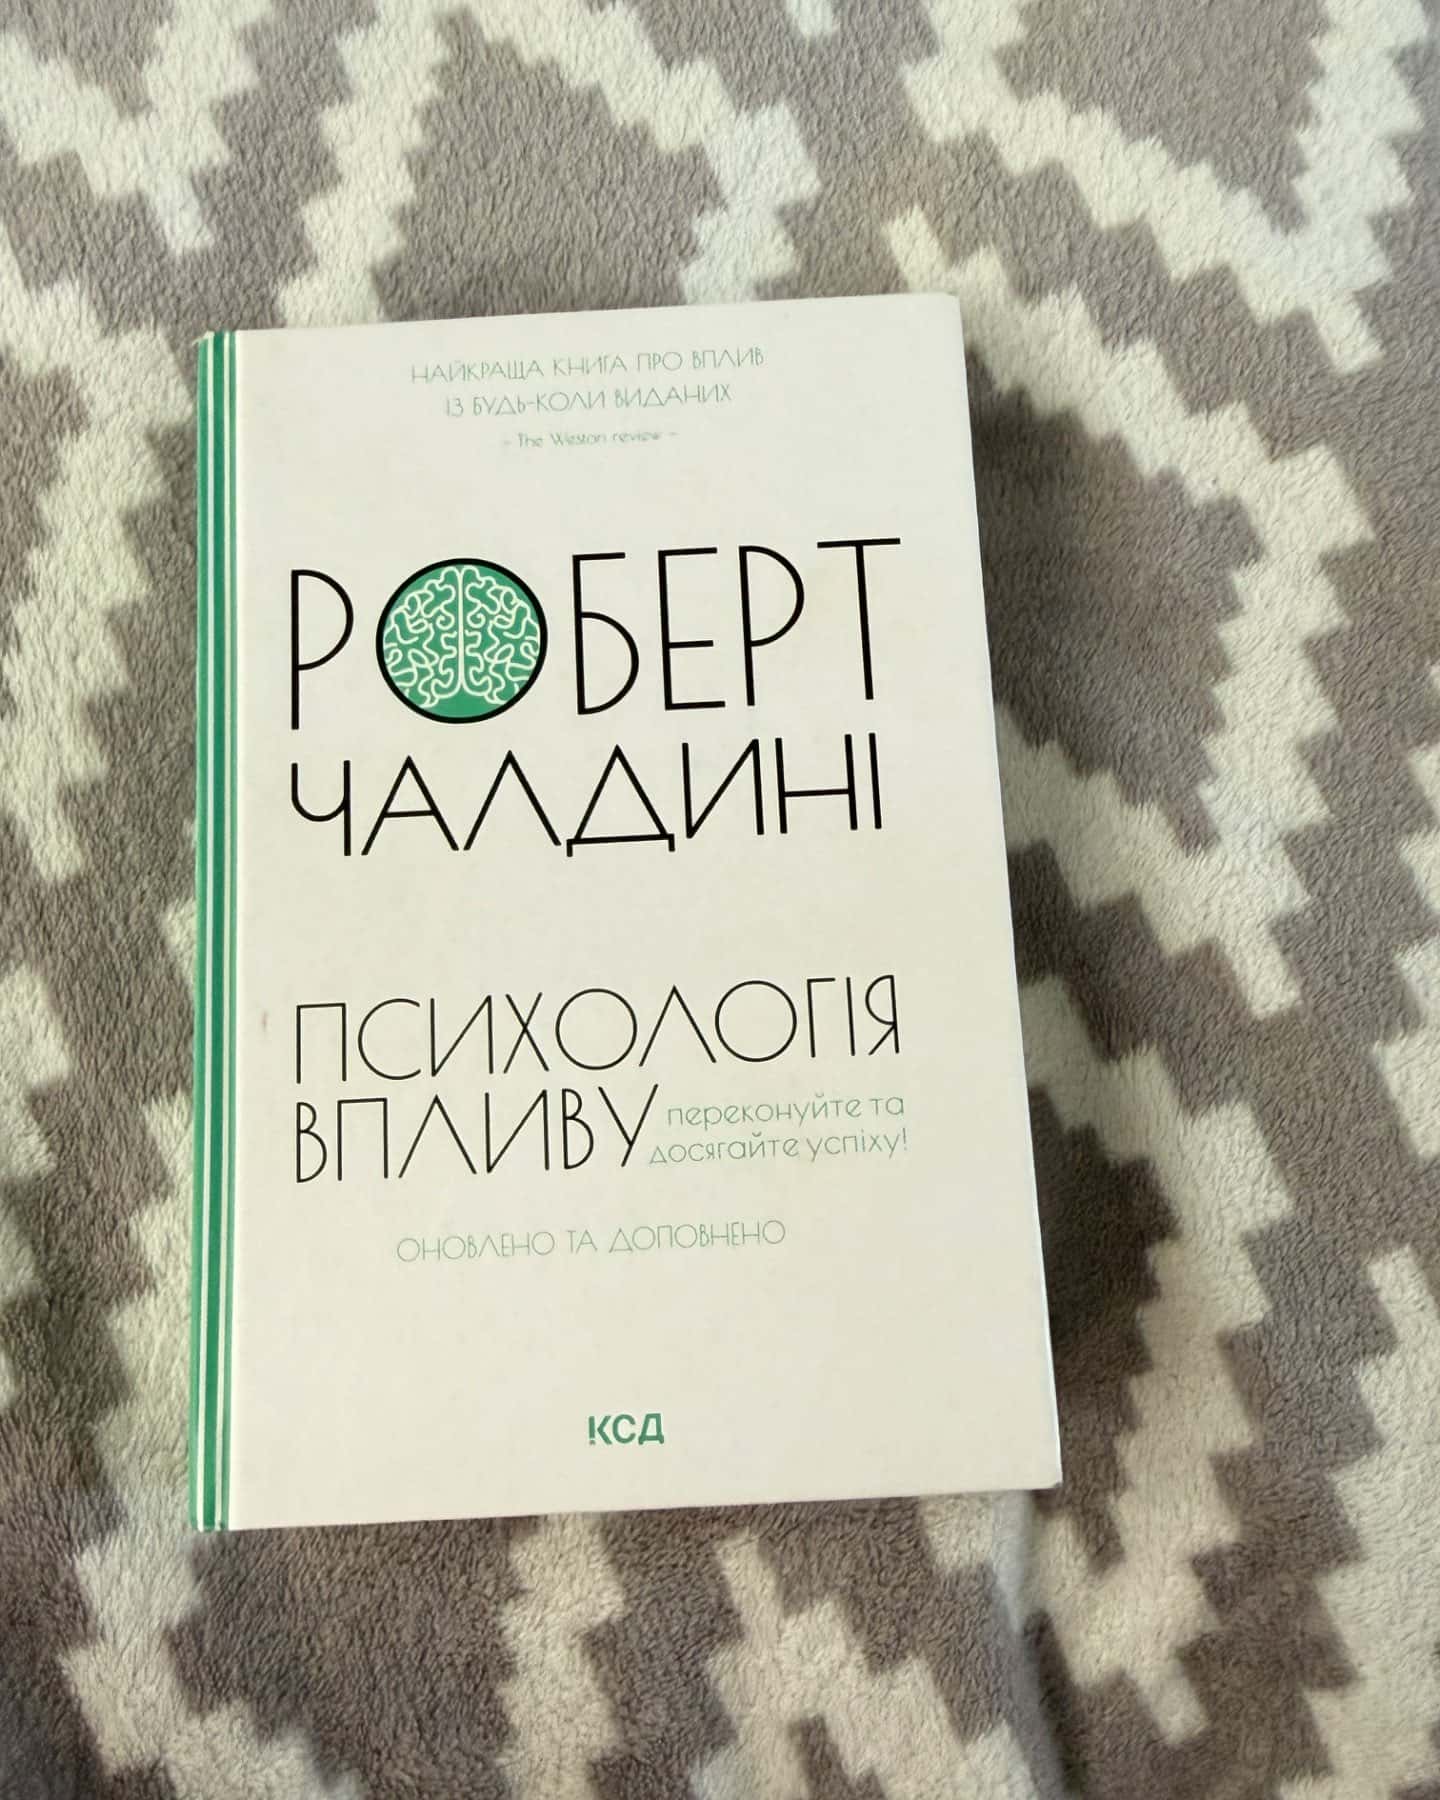 НАЙКРАЩА КНИГА ПРО ВПЛИВ
ІЗ БУДЬ-КОЛИ ВИДАНИХ
- The Weston review -
РОБЕРТ
ЧАЛДИНІ
ПСИХОЛОГІЯ
ВПЛИВУ переконуйте та
досягайте успіху!
ОНОВЛЕНО ТА ДОПОВНЕНО
КСД